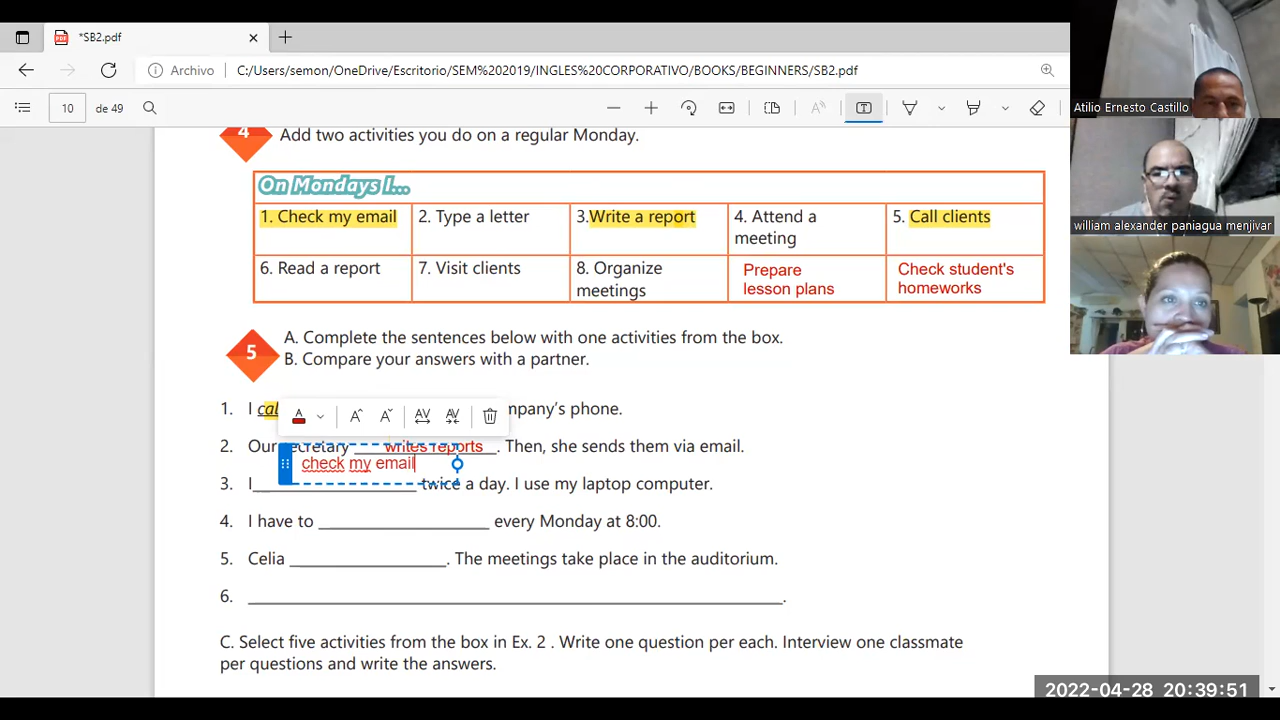 *SB2.pdf
Archivo C:/Users/semon/OneDrive/Escritorio/SEM%202019/INGLES%20CORPORATIVO/BOOKS/BEGINNERS/SB2.pdf
10 de 49
4 Add two activities you do on a regular Monday.
On Mondays I...
1. Check my email 2. Type a letter 3.Write a report 4. Attend a meeting 5. Call clients
6. Read a report 7. Visit clients 8. Organize meetings Prepare lesson plans Check student's homeworks
5 A. Complete the sentences below with one activities from the box.
B. Compare your answers with a partner.
1. I mpany's phone.
2. Our secretary writes reports. Then, she sends them via email.
check my email
3. I twice a day. I use my laptop computer.
4. I have to every Monday at 8:00.
5. Celia . The meetings take place in the auditorium.
6. .
C. Select five activities from the box in Ex. 2 . Write one question per each. Interview one classmate
per questions and write the answers.
Atilio Ernesto Castillo
william alexander paniagua menjivar
2022-04-28 20:39:51